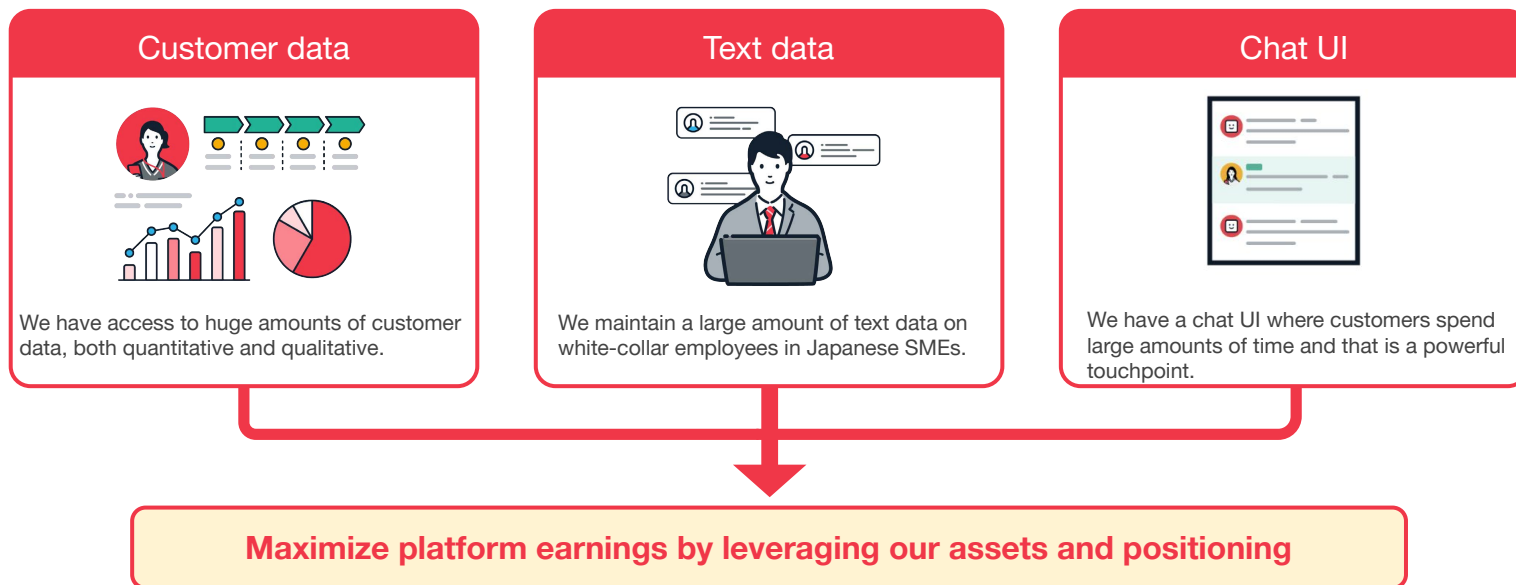 Customer data
We have access to huge amounts of customer
data, both quantitative and qualitative.
Text data
We maintain a large amount of text data on
white-collar employees in Japanese SMEs.
Chat UI
We have a chat UI where customers spend
large amounts of time and that is a powerful
touchpoint.
Maximize platform earnings by leveraging our assets and positioning